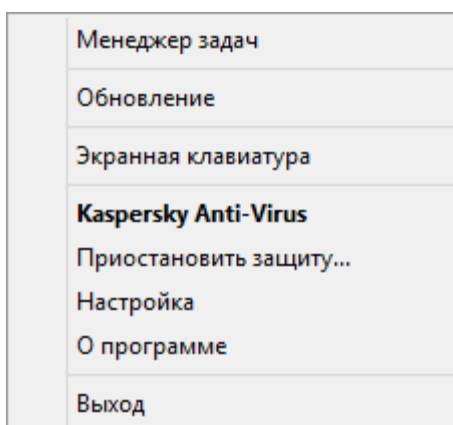 Менеджер задач
Обновление
Экранная клавиатура
Kaspersky Anti-Virus
Приостановить защиту...
Настройка
О программе
Выход